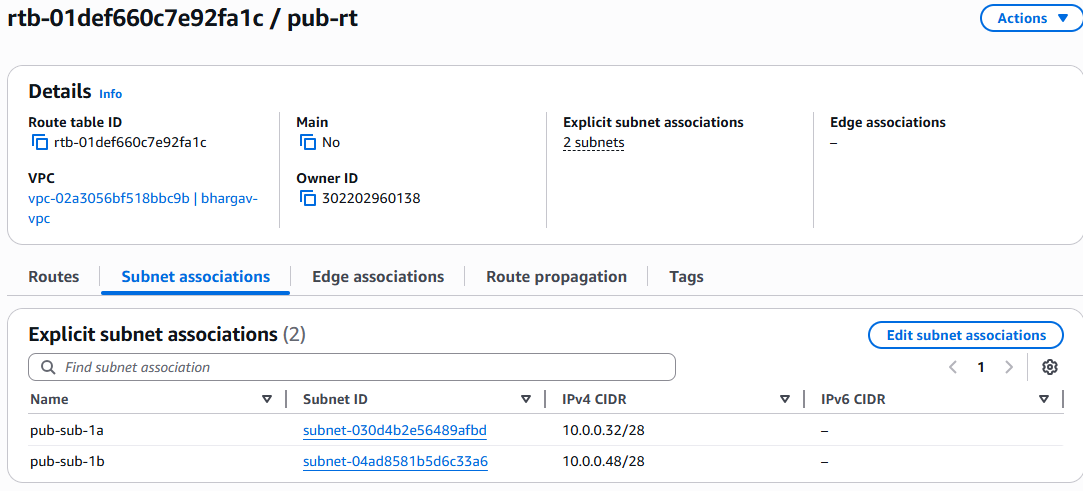 rtb-01def660c7e92fa1c / pub-rt
Actions
Details Info
Route table ID
rtb-01def660c7e92fa1c
Main
No
Explicit subnet associations
2 subnets
Edge associations
–
VPC
vpc-02a3056bf518bbc9b | bhargav-
vpc
Owner ID
302202960138
Routes Subnet associations Edge associations Route propagation Tags
Explicit subnet associations (2)
Edit subnet associations
Find subnet association
1
Name Subnet ID IPv4 CIDR IPv6 CIDR
pub-sub-1a subnet-030d4b2e56489afbd 10.0.0.32/28 –
pub-sub-1b subnet-04ad8581b5d6c33a6 10.0.0.48/28 –